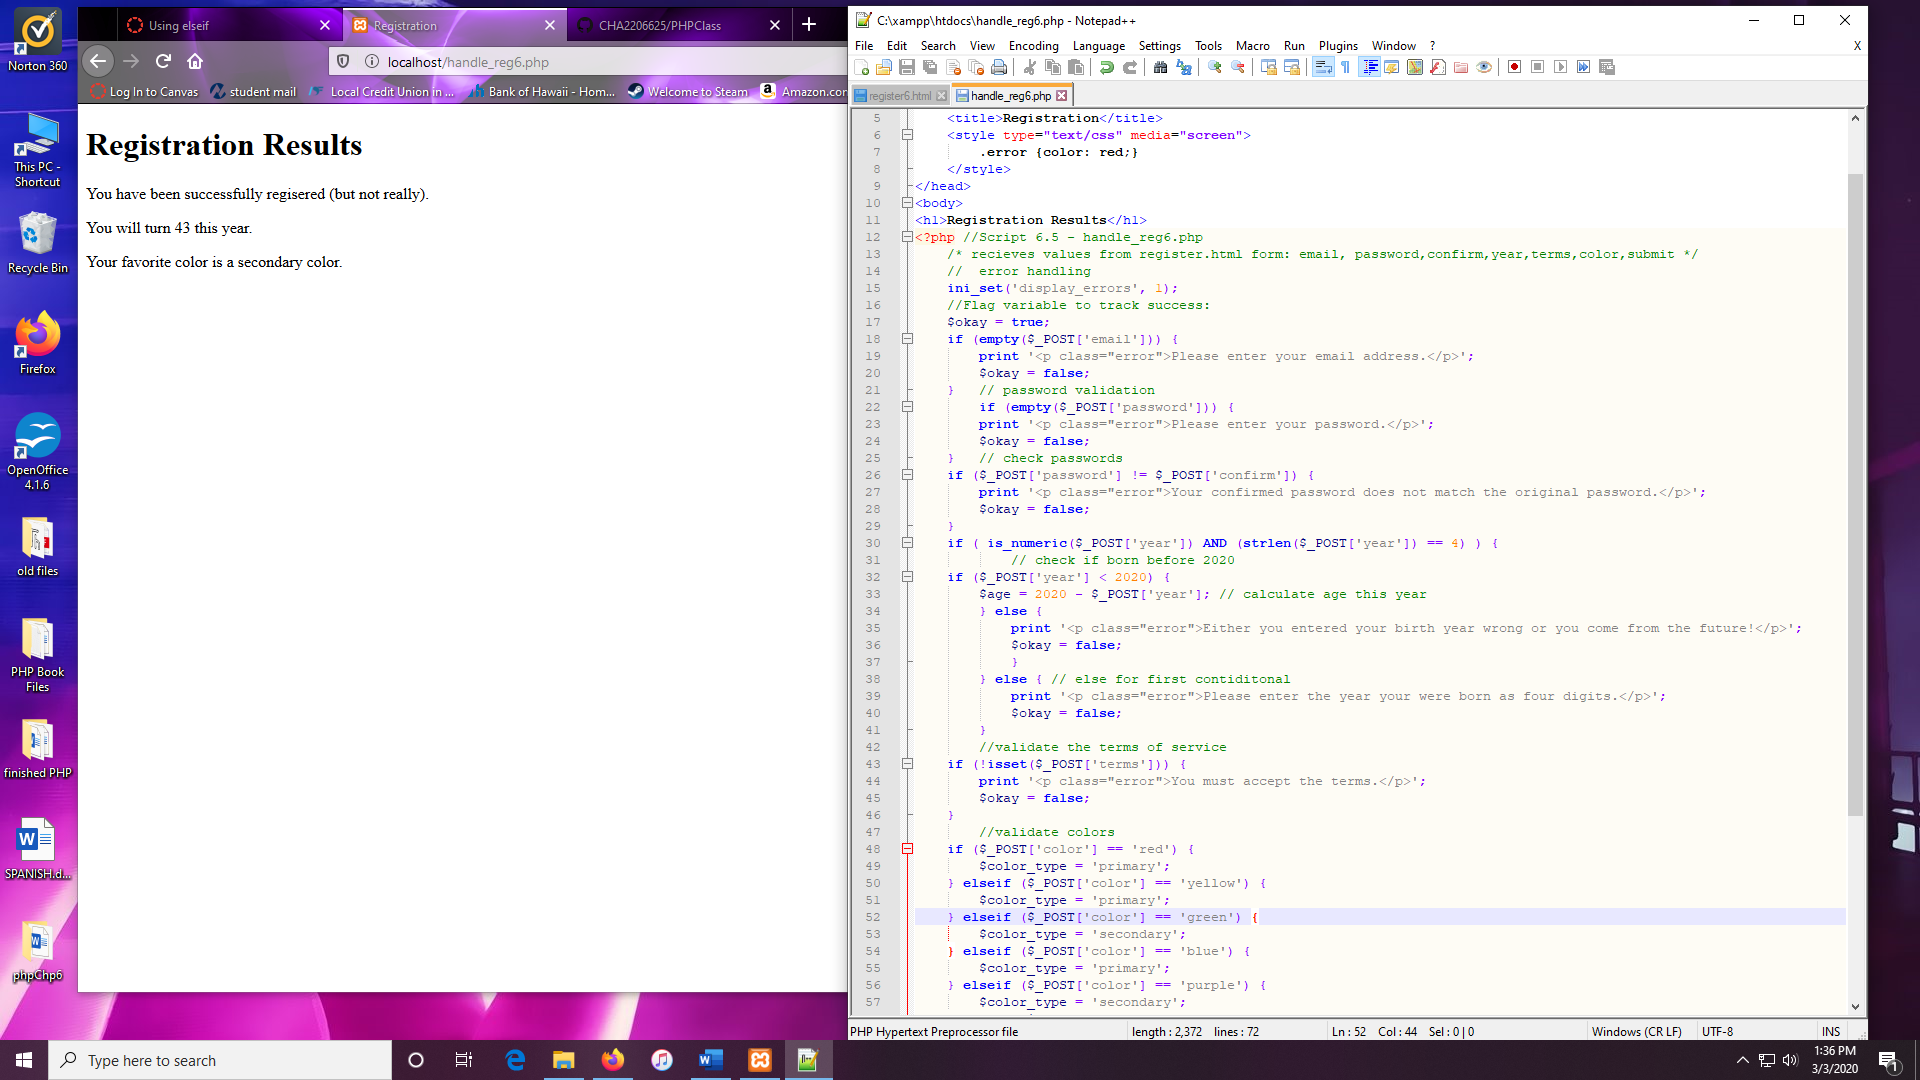 Norton 360
This PC -
Shortcut
Recycle Bin
Firefox
OpenOffice
4.1.6
old files
PHP Book
Files
finished PHP
SPANISH.d...
phpChp6
Using elseif
Registration
CHA2206625/PHPClass
localhost/handle_reg6.php
Log In to Canvas
student mail
Local Credit Union in ...
Bank of Hawaii - Hom...
Welcome to Steam
Amazon.com
Registration Results
You have been successfully regisered (but not really).
You will turn 43 this year.
Your favorite color is a secondary color.
C:\xampp\htdocs\handle_reg6.php - Notepad++
File Edit Search View Encoding Language Settings Tools Macro Run Plugins Window ? X
register6.html handle_reg6.php
5 <title>Registration</title>
6 <style type="text/css" media="screen">
7 .error {color: red;}
8 </style>
9 </head>
10 <body>
11 <h1>Registration Results</h1>
12 <?php //Script 6.5 - handle_reg6.php
13 /* recieves values from register.html form: email, password,confirm,year,terms,color,submit */
14 // error handling
15 ini_set('display_errors', 1);
16 //Flag variable to track success:
17 $okay = true;
18 if (empty($_POST['email'])) {
19 print '<p class="error">Please enter your email address.</p>';
20 $okay = false;
21 } // password validation
22 if (empty($_POST['password'])) {
23 print '<p class="error">Please enter your password.</p>';
24 $okay = false;
25 } // check passwords
26 if ($_POST['password'] != $_POST['confirm']) {
27 print '<p class="error">Your confirmed password does not match the original password.</p>';
28 $okay = false;
29 }
30 if ( is_numeric($_POST['year']) AND (strlen($_POST['year']) == 4) ) {
31 // check if born before 2020
32 if ($_POST['year'] < 2020) {
33 $age = 2020 - $_POST['year']; // calculate age this year
34 } else {
35 print '<p class="error">Either you entered your birth year wrong or you come from the future!</p>';
36 $okay = false;
37 }
38 } else { // else for first contiditonal
39 print '<p class="error">Please enter the year your were born as four digits.</p>';
40 $okay = false;
41 }
42 //validate the terms of service
43 if (!isset($_POST['terms'])) {
44 print '<p class="error">You must accept the terms.</p>';
45 $okay = false;
46 }
47 //validate colors
48 if ($_POST['color'] == 'red') {
49 $color_type = 'primary';
50 } elseif ($_POST['color'] == 'yellow') {
51 $color_type = 'primary';
52 } elseif ($_POST['color'] == 'green') {
53 $color_type = 'secondary';
54 } elseif ($_POST['color'] == 'blue') {
55 $color_type = 'primary';
56 } elseif ($_POST['color'] == 'purple') {
57 $color_type = 'secondary';
PHP Hypertext Preprocessor file length : 2,372 lines : 72 Ln : 52 Col : 44 Sel : 0 | 0 Windows (CR LF) UTF-8 INS
Type here to search
1:36 PM
3/3/2020
1